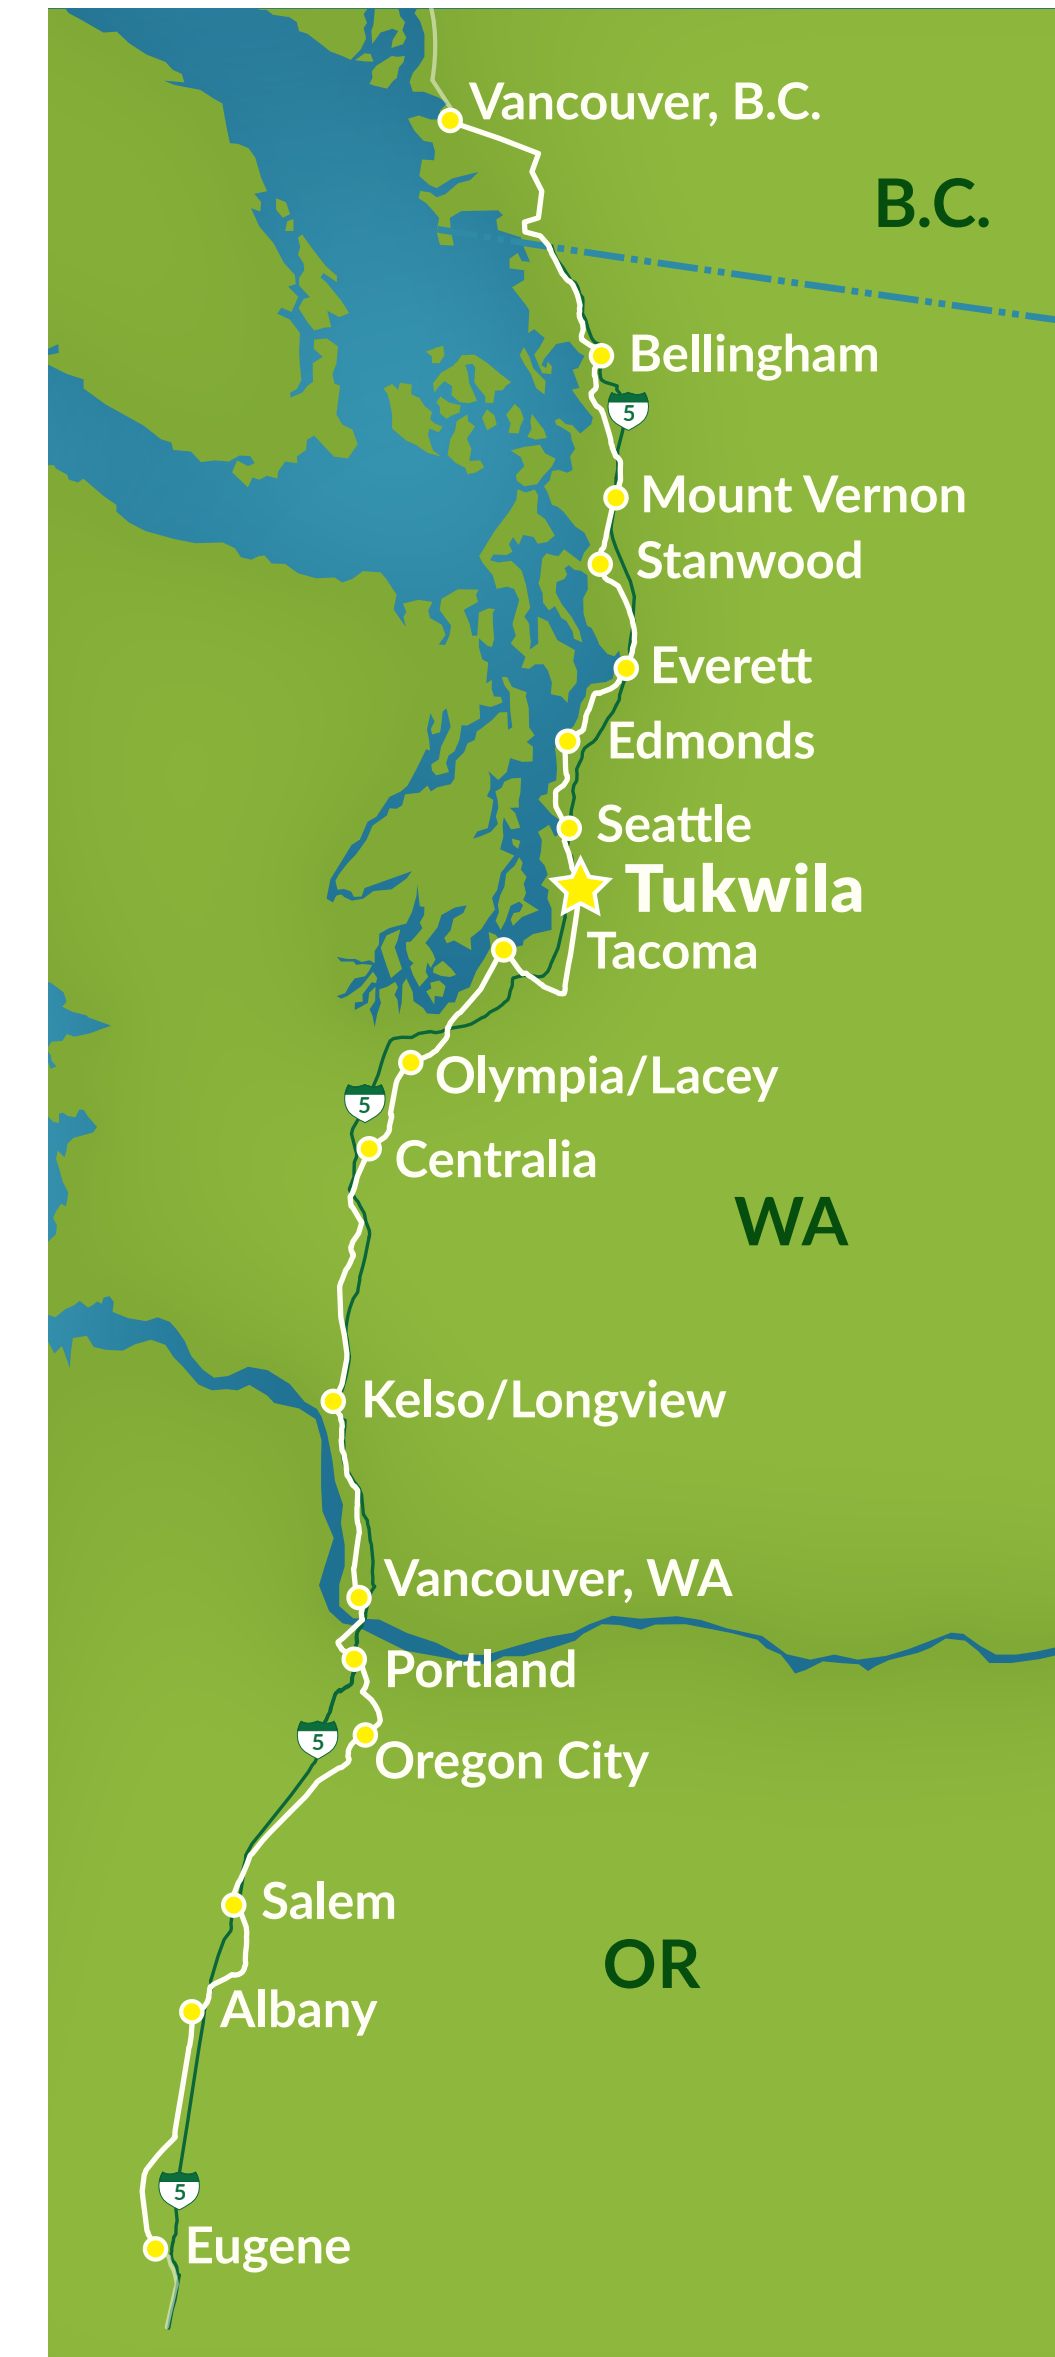 Vancouver, B.C.
B.C.
Bellingham
5
Mount Vernon
Stanwood
Everett
Edmonds
Seattle
Tukwila
Tacoma
Olympia/Lacey
5
Centralia
WA
Kelso/Longview
Vancouver, WA
Portland
5
Oregon City
Salem
OR
Albany
5
Eugene